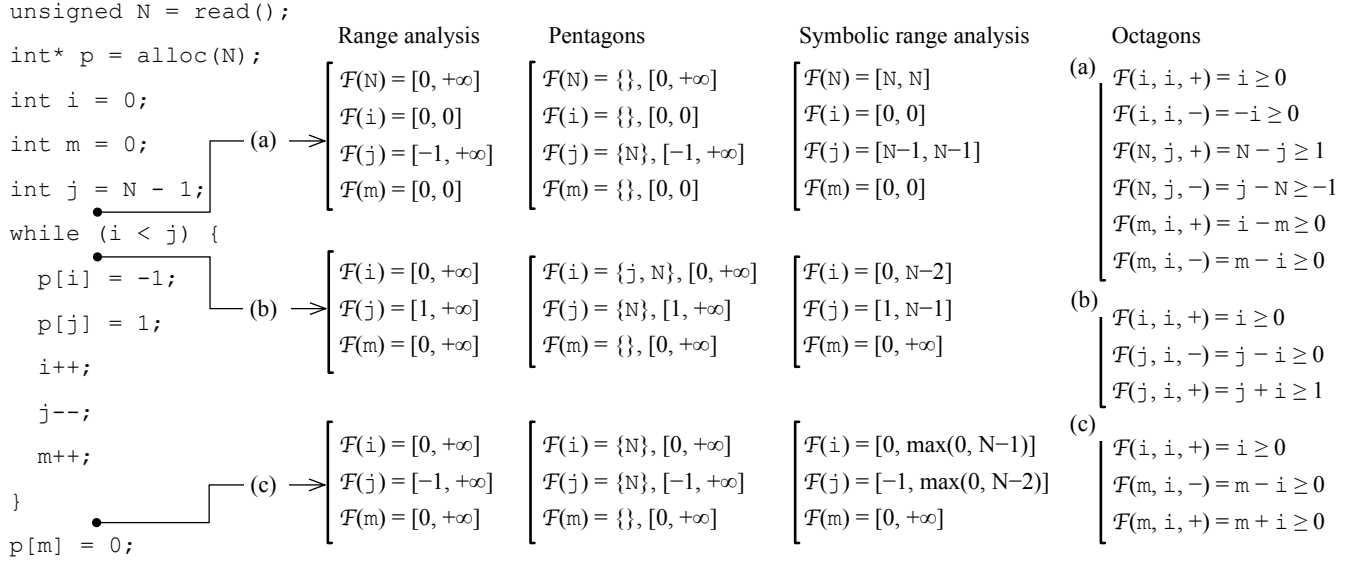 unsigned N = read();
int* p = alloc(N);
int i = 0;
int m = 0;
int j = N - 1;
while (i < j) {
p[i] = -1;
p[j] = 1;
i++;
j--;
m++;
}
p[m] = 0;
Range analysis
(a)
ℱ(N) = [0, +∞]
ℱ(i) = [0, 0]
ℱ(j) = [−1, +∞]
ℱ(m) = [0, 0]
(b)
ℱ(i) = [0, +∞]
ℱ(j) = [1, +∞]
ℱ(m) = [0, +∞]
(c)
ℱ(i) = [0, +∞]
ℱ(j) = [−1, +∞]
ℱ(m) = [0, +∞]
Pentagons
ℱ(N) = {}, [0, +∞]
ℱ(i) = {}, [0, 0]
ℱ(j) = {N}, [−1, +∞]
ℱ(m) = {}, [0, 0]
ℱ(i) = {j, N}, [0, +∞]
ℱ(j) = {N}, [1, +∞]
ℱ(m) = {}, [0, +∞]
ℱ(i) = {N}, [0, +∞]
ℱ(j) = {N}, [−1, +∞]
ℱ(m) = {}, [0, +∞]
Symbolic range analysis
ℱ(N) = [N, N]
ℱ(i) = [0, 0]
ℱ(j) = [N−1, N−1]
ℱ(m) = [0, 0]
ℱ(i) = [0, N−2]
ℱ(j) = [1, N−1]
ℱ(m) = [0, +∞]
ℱ(i) = [0, max(0, N−1)]
ℱ(j) = [−1, max(0, N−2)]
ℱ(m) = [0, +∞]
Octagons
(a)
ℱ(i, i, +) = i ≥ 0
ℱ(i, i, −) = −i ≥ 0
ℱ(N, j, +) = N − j ≥ 1
ℱ(N, j, −) = j − N ≥ −1
ℱ(m, i, +) = i − m ≥ 0
ℱ(m, i, −) = m − i ≥ 0
(b)
ℱ(i, i, +) = i ≥ 0
ℱ(j, i, −) = j − i ≥ 0
ℱ(j, i, +) = j + i ≥ 1
(c)
ℱ(i, i, +) = i ≥ 0
ℱ(m, i, −) = m − i ≥ 0
ℱ(m, i, +) = m + i ≥ 0